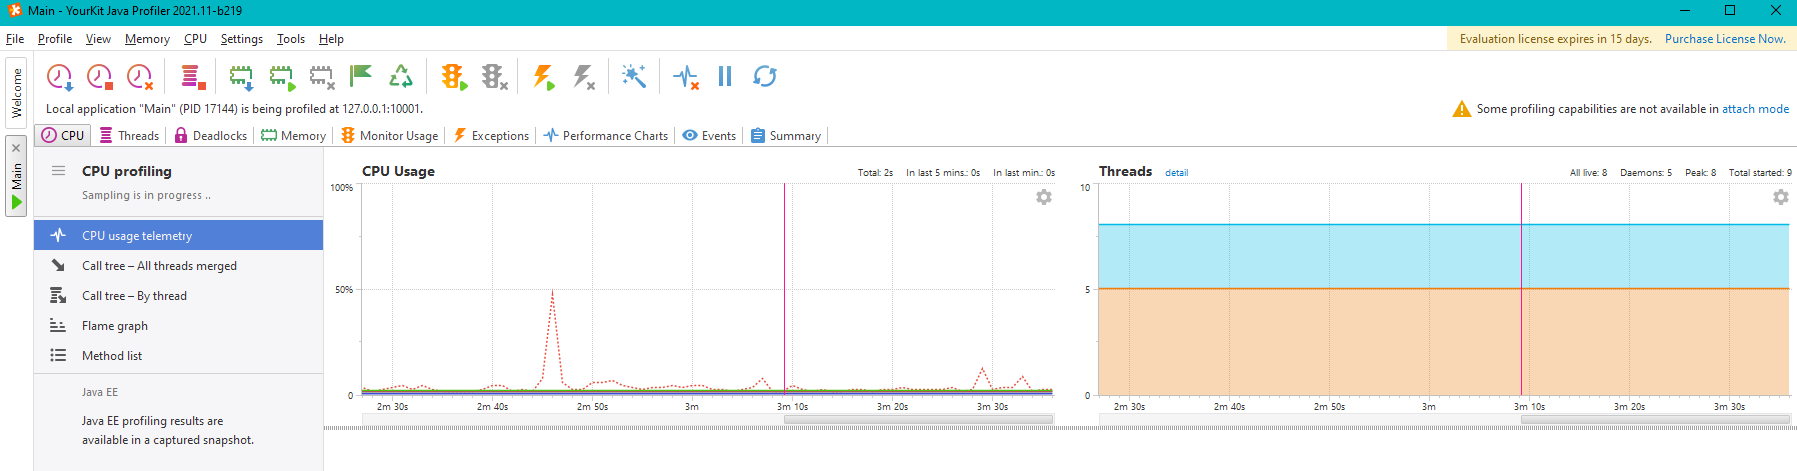 Main - YourKit Java Profiler 2021.11-b219
File Profile View Memory CPU Settings Tools Help
Evaluation license expires in 15 days. Purchase License Now.
Welcome
Main
Local application "Main" (PID 17144) is being profiled at 127.0.0.1:10001.
Some profiling capabilities are not available in attach mode
CPU Threads Deadlocks Memory Monitor Usage Exceptions Performance Charts Events Summary
CPU profiling
Sampling is in progress ..
CPU usage telemetry
Call tree – All threads merged
Call tree – By thread
Flame graph
Method list
Java EE
Java EE profiling results are
available in a captured snapshot.
CPU Usage
Total: 2s In last 5 mins.: 0s In last min.: 0s
100%
50%
0
2m 30s 2m 40s 2m 50s 3m 3m 10s 3m 20s 3m 30s
Threads detail
All live: 8 Daemons: 5 Peak: 8 Total started: 9
10
5
0
2m 30s 2m 40s 2m 50s 3m 3m 10s 3m 20s 3m 30s